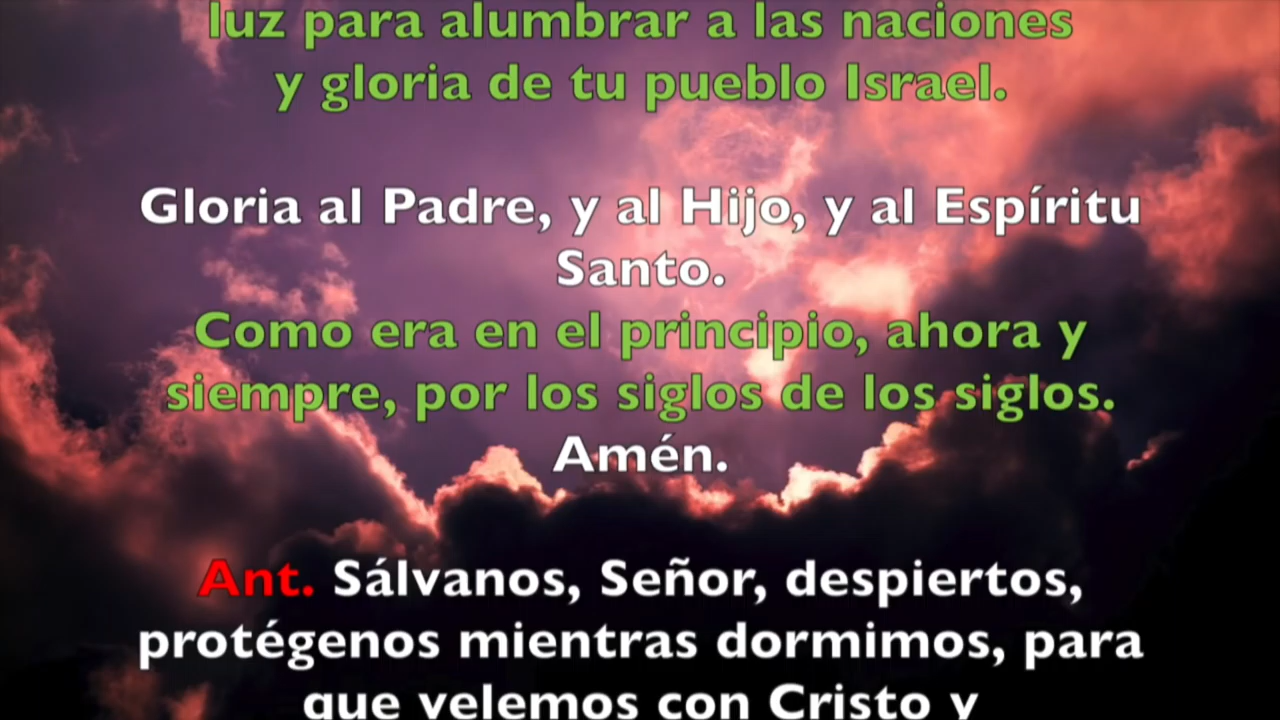 luz para alumbrar a las naciones
y gloria de tu pueblo Israel.
Gloria al Padre, y al Hijo, y al Espíritu
Santo.
Como era en el principio, ahora y
siempre, por los siglos de los siglos.
Amén.
Ant. Sálvanos, Señor, despiertos,
protégenos mientras dormimos, para
que velemos con Cristo y